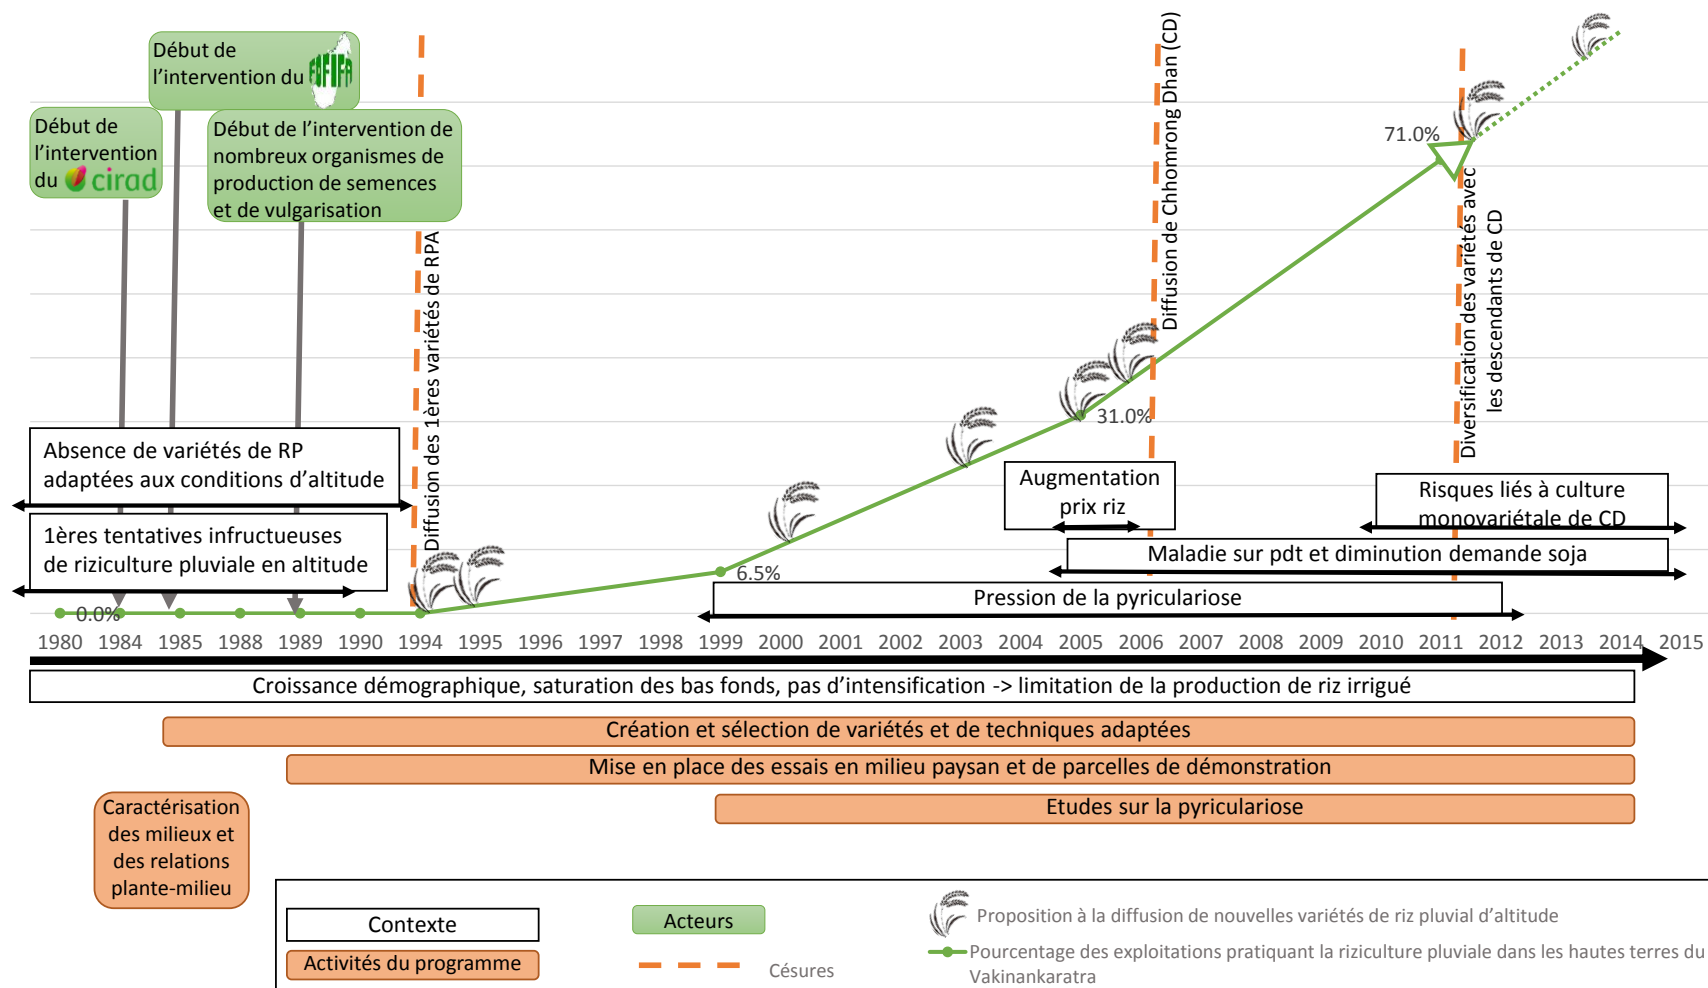 Début de
l'intervention du FOFIFA
Début de
l'intervention
du cirad
Début de l'intervention de
nombreux organismes de
production de semences
et de vulgarisation
Diffusion des 1ères variétés de RPA
Diffusion de Chhomrong Dhan (CD)
Diversification des variétés avec
les descendants de CD
71.0%
31.0%
6.5%
0.0%
Absence de variétés de RP
adaptées aux conditions d'altitude
1ères tentatives infructueuses
de riziculture pluviale en altitude
Augmentation
prix riz
Risques liés à culture
monovariétale de CD
Maladie sur pdt et diminution demande soja
Pression de la pyriculariose
1980 1984 1985 1988 1989 1990 1994 1995 1996 1997 1998 1999 2000 2001 2002 2003 2004 2005 2006 2007 2008 2009 2010 2011 2012 2013 2014 2015
Croissance démographique, saturation des bas fonds, pas d'intensification -> limitation de la production de riz irrigué
Création et sélection de variétés et de techniques adaptées
Mise en place des essais en milieu paysan et de parcelles de démonstration
Etudes sur la pyriculariose
Caractérisation
des milieux et
des relations
plante-milieu
Contexte
Activités du programme
Acteurs
Césures
Proposition à la diffusion de nouvelles variétés de riz pluvial d'altitude
Pourcentage des exploitations pratiquant la riziculture pluviale dans les hautes terres du
Vakinankaratra